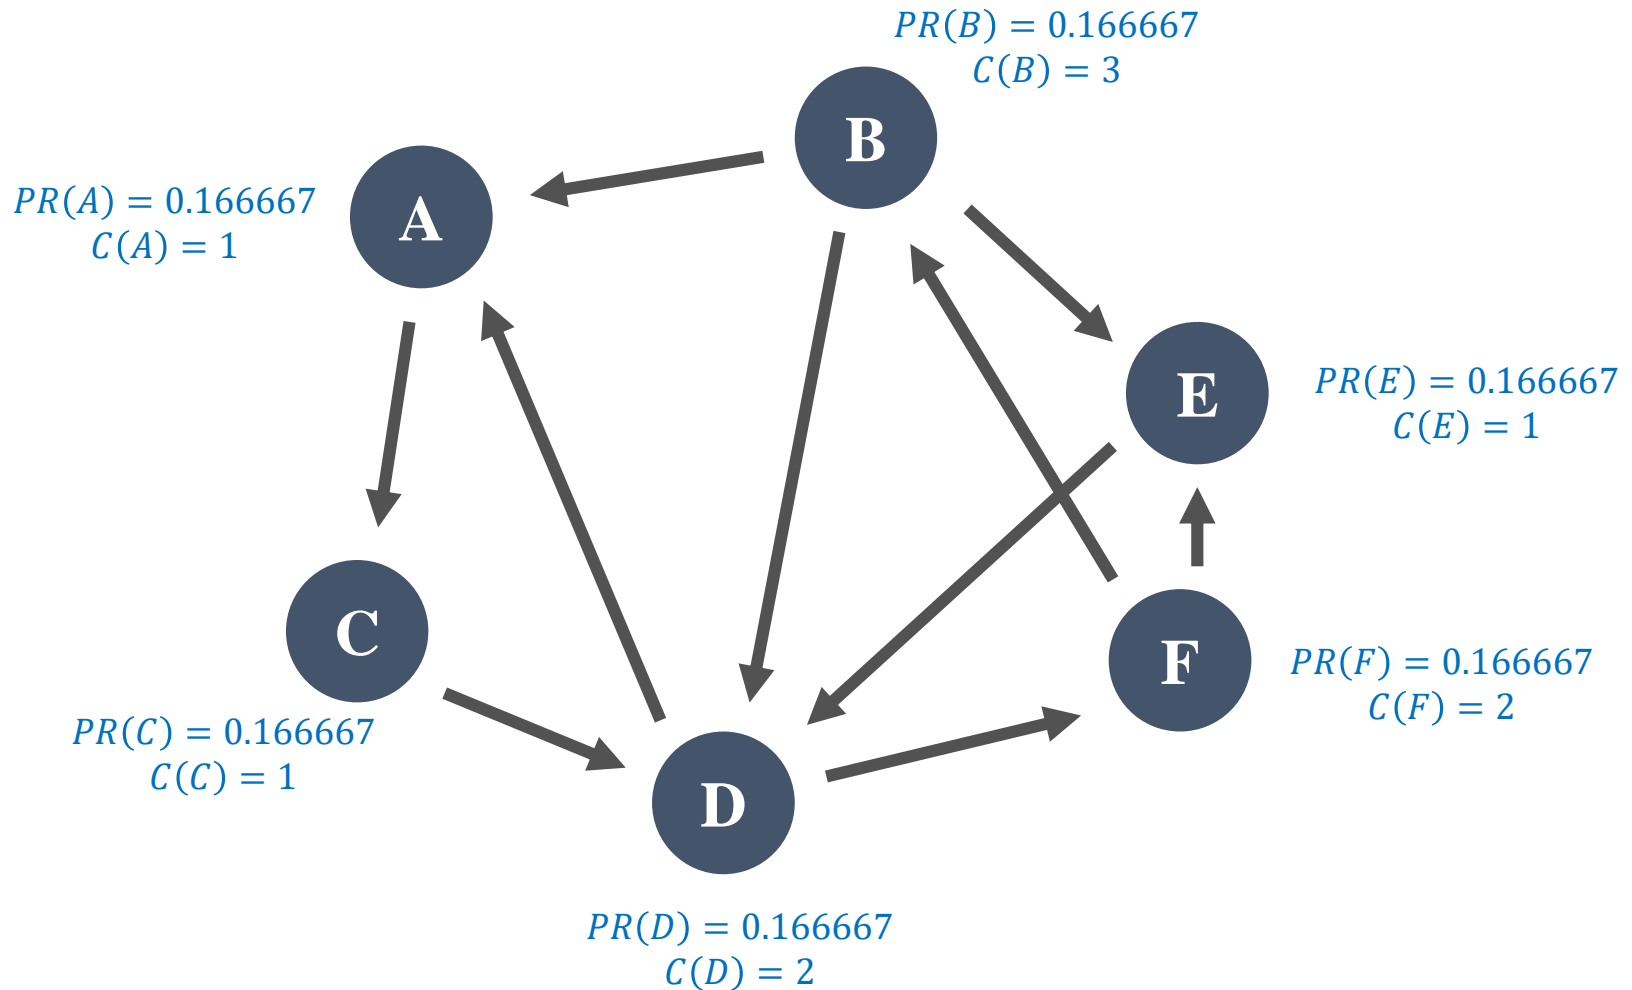 PR(B) = 0.166667
C(B) = 3
B
A
PR(A) = 0.166667
C(A) = 1
E
PR(E) = 0.166667
C(E) = 1
C
PR(C) = 0.166667
C(C) = 1
F
PR(F) = 0.166667
C(F) = 2
D
PR(D) = 0.166667
C(D) = 2